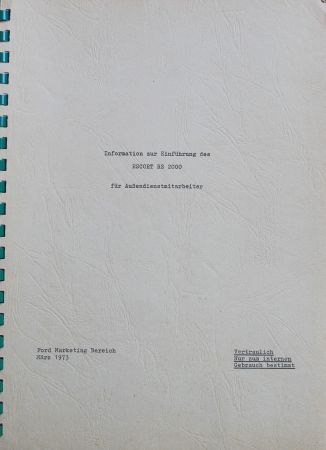 Information zur Einführung des
ESCORT RS 2000
für Außendienstmitarbeiter
Ford Marketing Bereich
März 1973
Vertraulich
Nur zum internen
Gebrauch bestimmt